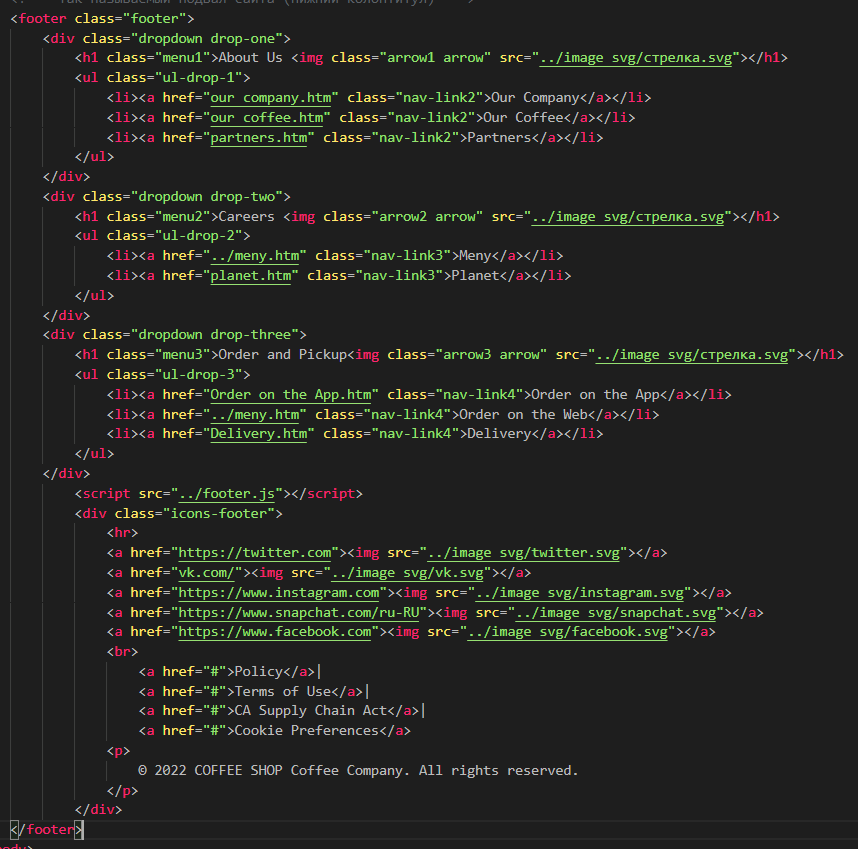 так называемый подвал сайта (нижний колонтитул)
<footer class="footer">
<div class="dropdown drop-one">
<h1 class="menu1">About Us <img class="arrow1 arrow" src="../image svg/стрелка.svg"></h1>
<ul class="ul-drop-1">
<li><a href="our company.htm" class="nav-link2">Our Company</a></li>
<li><a href="our coffee.htm" class="nav-link2">Our Coffee</a></li>
<li><a href="partners.htm" class="nav-link2">Partners</a></li>
</ul>
</div>
<div class="dropdown drop-two">
<h1 class="menu2">Careers <img class="arrow2 arrow" src="../image svg/стрелка.svg"></h1>
<ul class="ul-drop-2">
<li><a href="../meny.htm" class="nav-link3">Meny</a></li>
<li><a href="planet.htm" class="nav-link3">Planet</a></li>
</ul>
</div>
<div class="dropdown drop-three">
<h1 class="menu3">Order and Pickup<img class="arrow3 arrow" src="../image svg/стрелка.svg"></h1>
<ul class="ul-drop-3">
<li><a href="Order on the App.htm" class="nav-link4">Order on the App</a></li>
<li><a href="../meny.htm" class="nav-link4">Order on the Web</a></li>
<li><a href="Delivery.htm" class="nav-link4">Delivery</a></li>
</ul>
</div>
<script src="../footer.js"></script>
<div class="icons-footer">
<hr>
<a href="https://twitter.com"><img src="../image svg/twitter.svg"></a>
<a href="vk.com/"><img src="../image svg/vk.svg"></a>
<a href="https://www.instagram.com"><img src="../image svg/instagram.svg"></a>
<a href="https://www.snapchat.com/ru-RU"><img src="../image svg/snapchat.svg"></a>
<a href="https://www.facebook.com"><img src="../image svg/facebook.svg"></a>
<br>
<a href="#">Policy</a>|
<a href="#">Terms of Use</a>|
<a href="#">CA Supply Chain Act</a>|
<a href="#">Cookie Preferences</a>
<p>
© 2022 COFFEE SHOP Coffee Company. All rights reserved.
</p>
</div>
</footer>